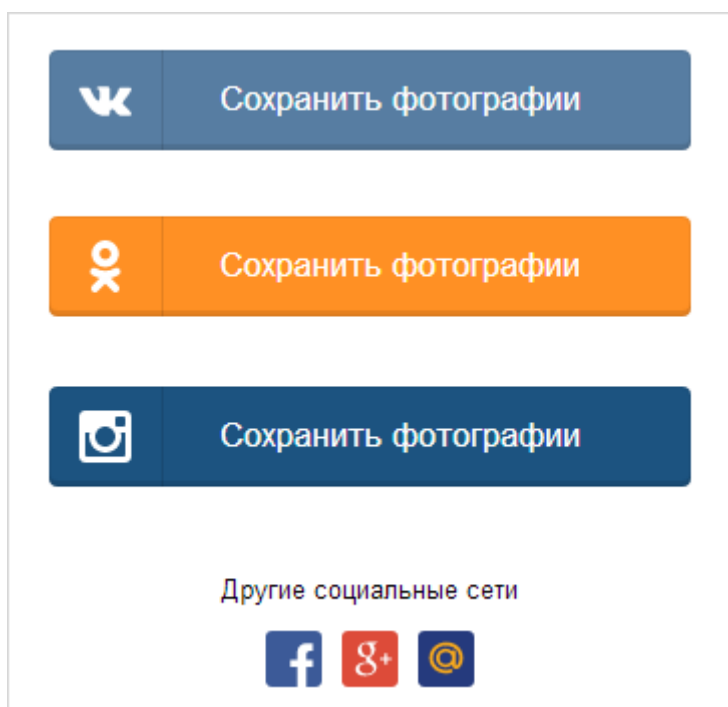 Сохранить фотографии
Сохранить фотографии
Сохранить фотографии
Другие социальные сети
f g+ @